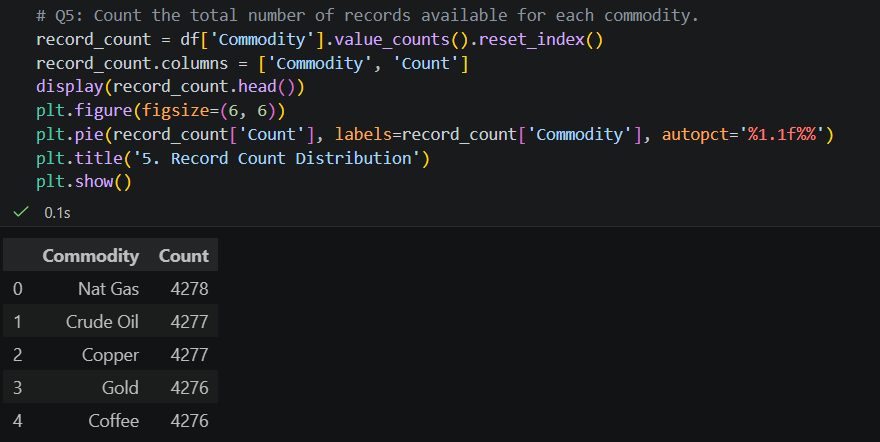 # Q5: Count the total number of records available for each commodity.
record_count = df['Commodity'].value_counts().reset_index()
record_count.columns = ['Commodity', 'Count']
display(record_count.head())
plt.figure(figsize=(6, 6))
plt.pie(record_count['Count'], labels=record_count['Commodity'], autopct='%1.1f%%')
plt.title('5. Record Count Distribution')
plt.show()
0.1s
Commodity Count
0 Nat Gas 4278
1 Crude Oil 4277
2 Copper 4277
3 Gold 4276
4 Coffee 4276